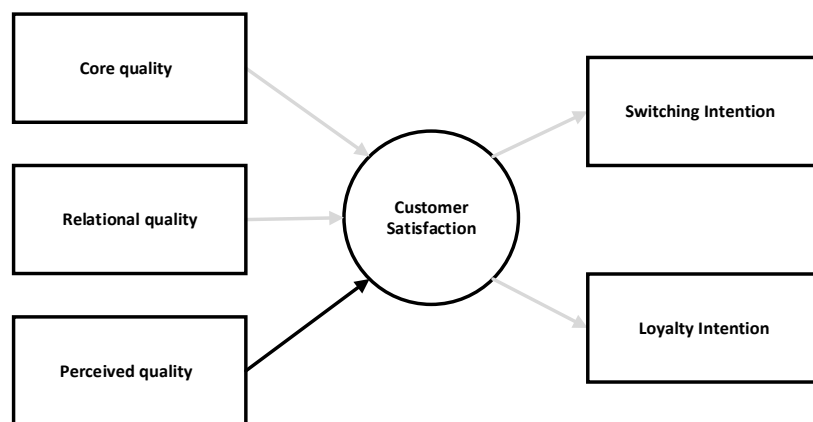 Core quality
Relational quality
Perceived quality
Customer
Satisfaction
Switching Intention
Loyalty Intention